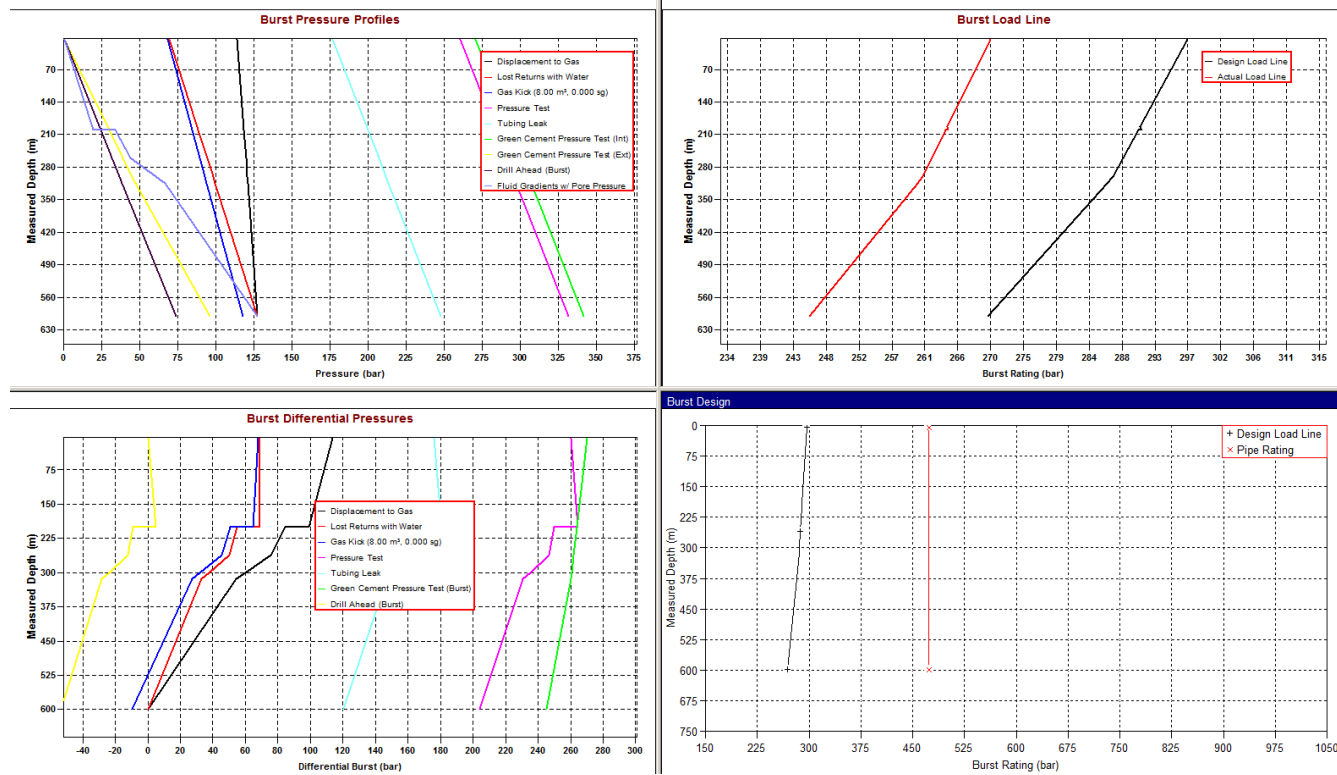 Burst Pressure Profiles
Measured Depth (m)
70
140
210
280
350
420
490
560
630
0 25 50 75 100 125 150 175 200 225 250 275 300 325 350 375
Pressure (bar)
Displacement to Gas
Lost Returns with Water
Gas Kick (8.00 m³, 0.000 sg)
Pressure Test
Tubing Leak
Green Cement Pressure Test (Int)
Green Cement Pressure Test (Ext)
Drill Ahead (Burst)
Fluid Gradients w/ Pore Pressure
Burst Load Line
Measured Depth (m)
70
140
210
280
350
420
490
560
630
234 239 243 248 252 257 261 266 270 275 279 284 288 293 297 302 306 311 315
Burst Rating (bar)
Design Load Line
Actual Load Line
Burst Differential Pressures
Measured Depth (m)
75
150
225
300
375
450
525
600
-40 -20 0 20 40 60 80 100 120 140 160 180 200 220 240 260 280 300
Differential Burst (bar)
Displacement to Gas
Lost Returns with Water
Gas Kick (8.00 m³, 0.000 sg)
Pressure Test
Tubing Leak
Green Cement Pressure Test (Burst)
Drill Ahead (Burst)
Burst Design
Measured Depth (m)
0
75
150
225
300
375
450
525
600
675
750
150 225 300 375 450 525 600 675 750 825 900 975 1050
Burst Rating (bar)
Design Load Line
Pipe Rating